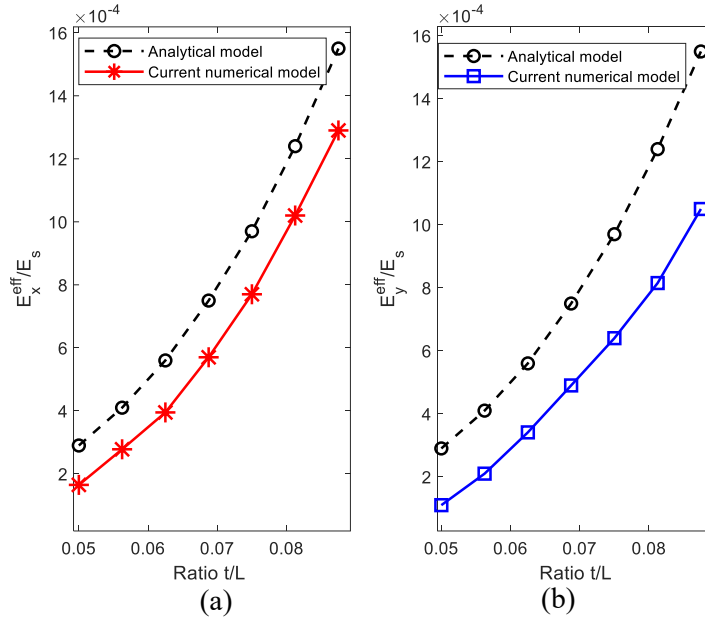 ×10⁻⁴
16
14
12
10
8
6
4
2
0.05 0.06 0.07 0.08
E_x^eff/E_s
Ratio t/L
Analytical model
Current numerical model
(a)
×10⁻⁴
16
14
12
10
8
6
4
2
0.05 0.06 0.07 0.08
E_y^eff/E_s
Ratio t/L
Analytical model
Current numerical model
(b)